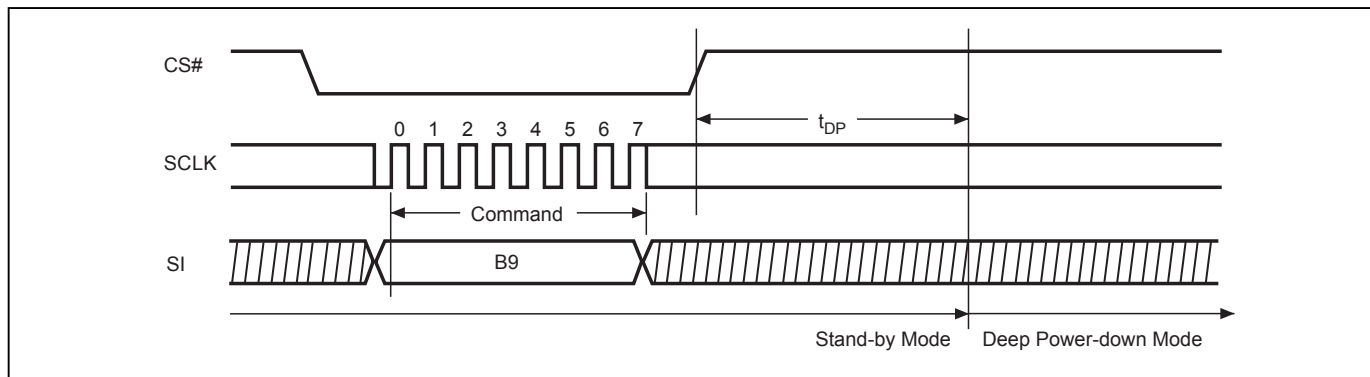 CS#
tDP
0 1 2 3 4 5 6 7
SCLK
Command
SI
B9
Stand-by Mode Deep Power-down Mode